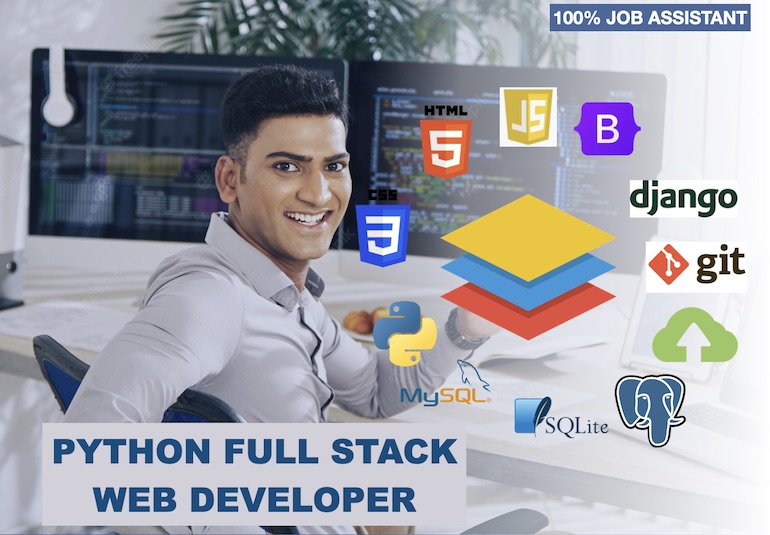 100% JOB ASSISTANT
HTML
5
JS
B
CSS
3
django
git
MySQL®
SQLite
PYTHON FULL STACK
WEB DEVELOPER